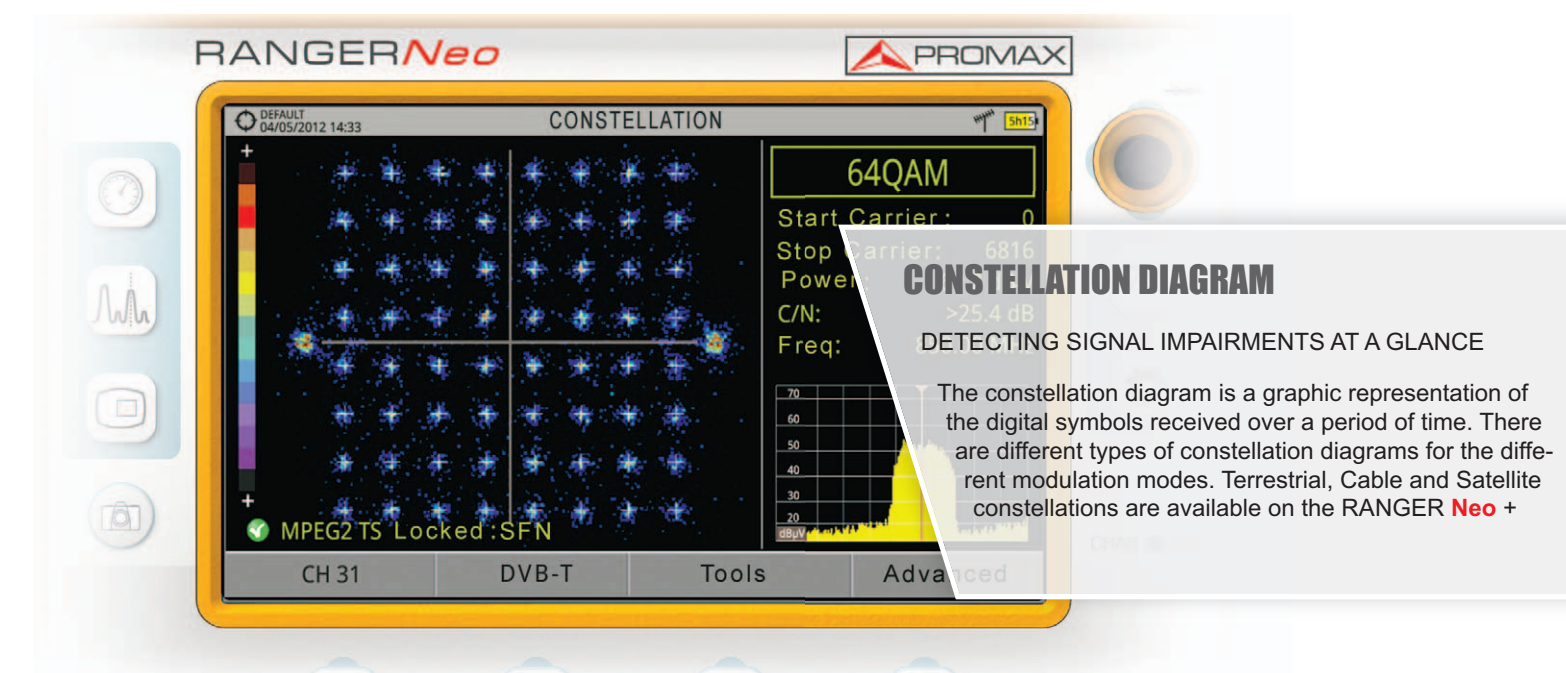 RANGERNeo
PROMAX
DEFAULT
04/05/2012 14:33
CONSTELLATION
5h15
+
+
64QAM
Start Carrier: 0
Stop Carrier: 6816
Power:
C/N: >25.4 dB
Freq:
70
60
50
40
30
20
dBµV
MPEG2 TS Locked :SFN
CH 31
DVB-T
Tools
Advanced
CONSTELLATION DIAGRAM
DETECTING SIGNAL IMPAIRMENTS AT A GLANCE
The constellation diagram is a graphic representation of
the digital symbols received over a period of time. There
are different types of constellation diagrams for the diffe-
rent modulation modes. Terrestrial, Cable and Satellite
constellations are available on the RANGER Neo +